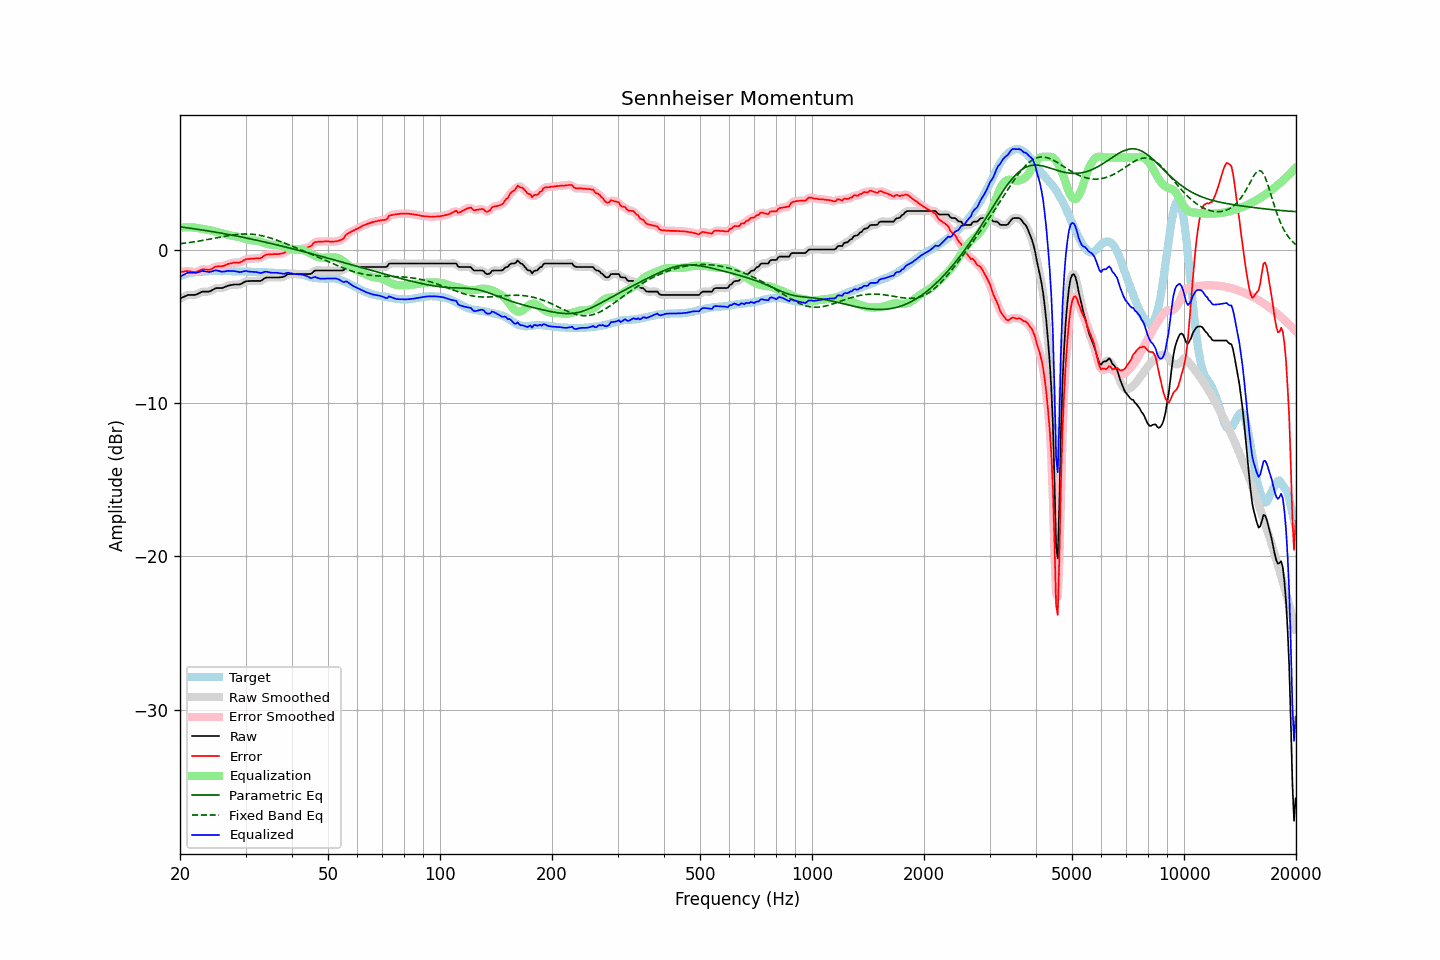 Sennheiser Momentum
Amplitude (dBr)
0
−10
−20
−30
Target
Raw Smoothed
Error Smoothed
Raw
Error
Equalization
Parametric Eq
Fixed Band Eq
Equalized
20 50 100 200 500 1000 2000 5000 10000 20000
Frequency (Hz)